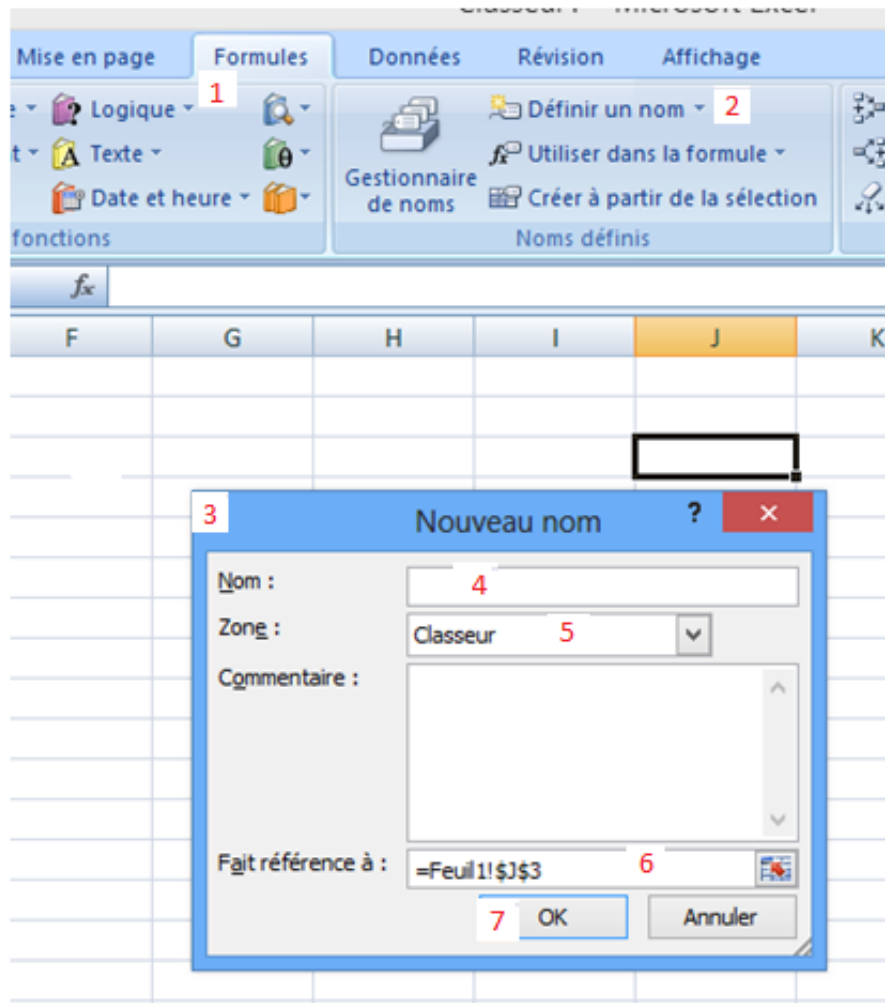 Mise en page Formules Données Révision Affichage
1
Logique Définir un nom 2
Texte Utiliser dans la formule
Gestionnaire de noms
Date et heure Créer à partir de la sélection
fonctions Noms définis
fx
F G H I J K
3 Nouveau nom ? ×
Nom : 4
Zone : Classeur 5
Commentaire :
Fait référence à : =Feuil1!$J$3 6
7 OK Annuler